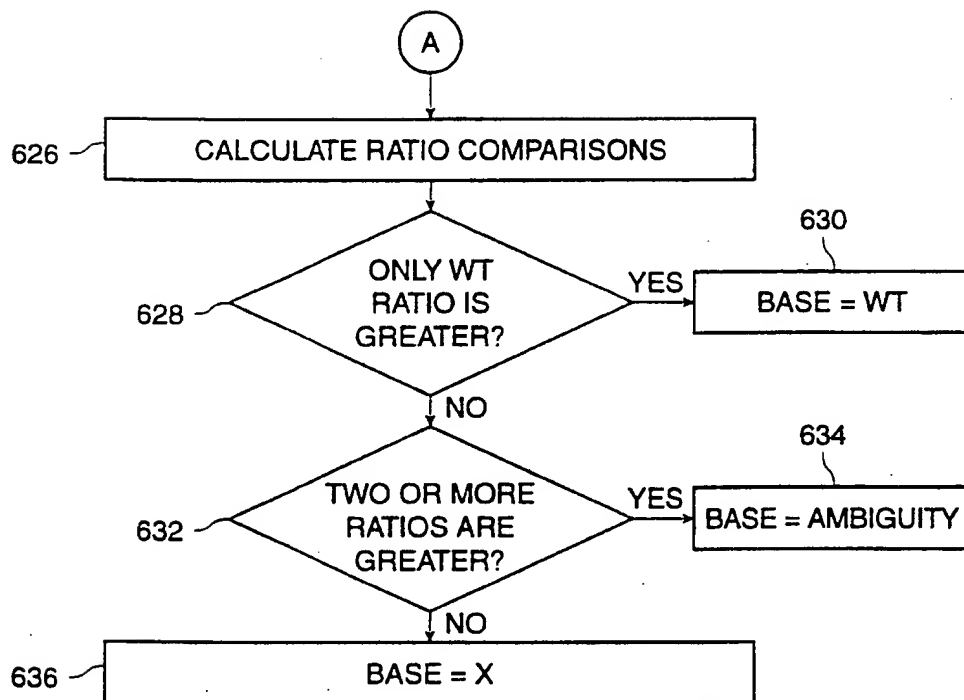 A
626
CALCULATE RATIO COMPARISONS
630
ONLY WT
RATIO IS
GREATER?
628
YES
BASE = WT
NO
634
TWO OR MORE
RATIOS ARE
GREATER?
632
YES
BASE = AMBIGUITY
NO
636
BASE = X